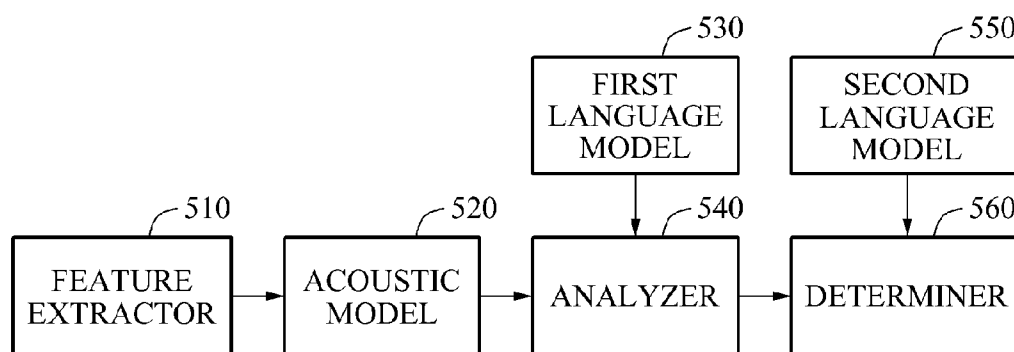 530
FIRST
LANGUAGE
MODEL
550
SECOND
LANGUAGE
MODEL
510
FEATURE
EXTRACTOR
520
ACOUSTIC
MODEL
540
ANALYZER
560
DETERMINER